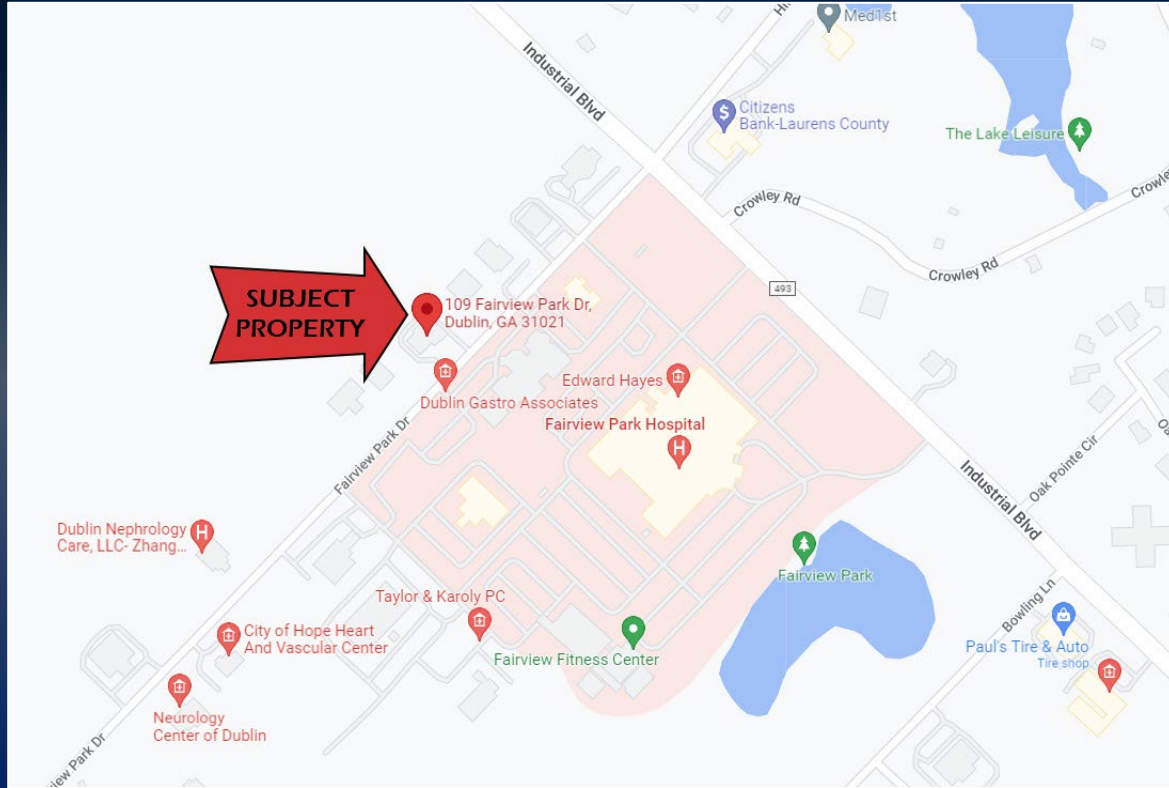 Med1st
Industrial Blvd
Citizens
Bank-Laurens County
The Lake Leisure
Crowley Rd
Crowley Rd
493
SUBJECT
PROPERTY
109 Fairview Park Dr,
Dublin, GA 31021
Edward Hayes
Dublin Gastro Associates
Fairview Park Hospital
H
Fairview Park Dr
Oak Pointe Cir
Industrial Blvd
Dublin Nephrology
Care, LLC- Zhang...
H
Fairview Park
Bowling Ln
Taylor & Karoly PC
City of Hope Heart
And Vascular Center
Fairview Fitness Center
Paul's Tire & Auto
Tire shop
Neurology
Center of Dublin
view Park Dr